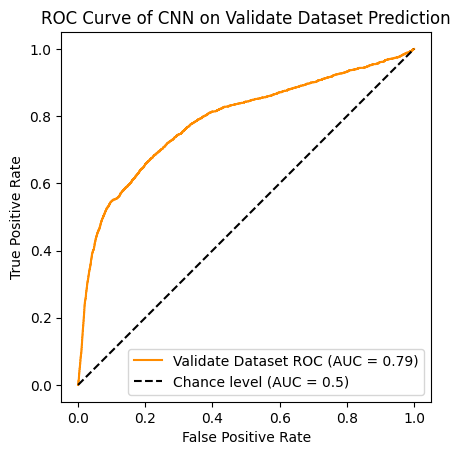 ROC Curve of CNN on Validate Dataset Prediction
True Positive Rate
1.0
0.8
0.6
0.4
0.2
0.0
Validate Dataset ROC (AUC = 0.79)
Chance level (AUC = 0.5)
0.0 0.2 0.4 0.6 0.8 1.0
False Positive Rate